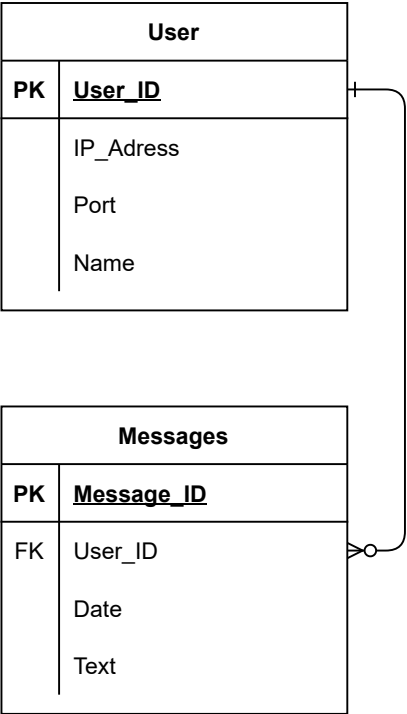 User
PK User_ID
IP_Adress
Port
Name
Messages
PK Message_ID
FK User_ID
Date
Text